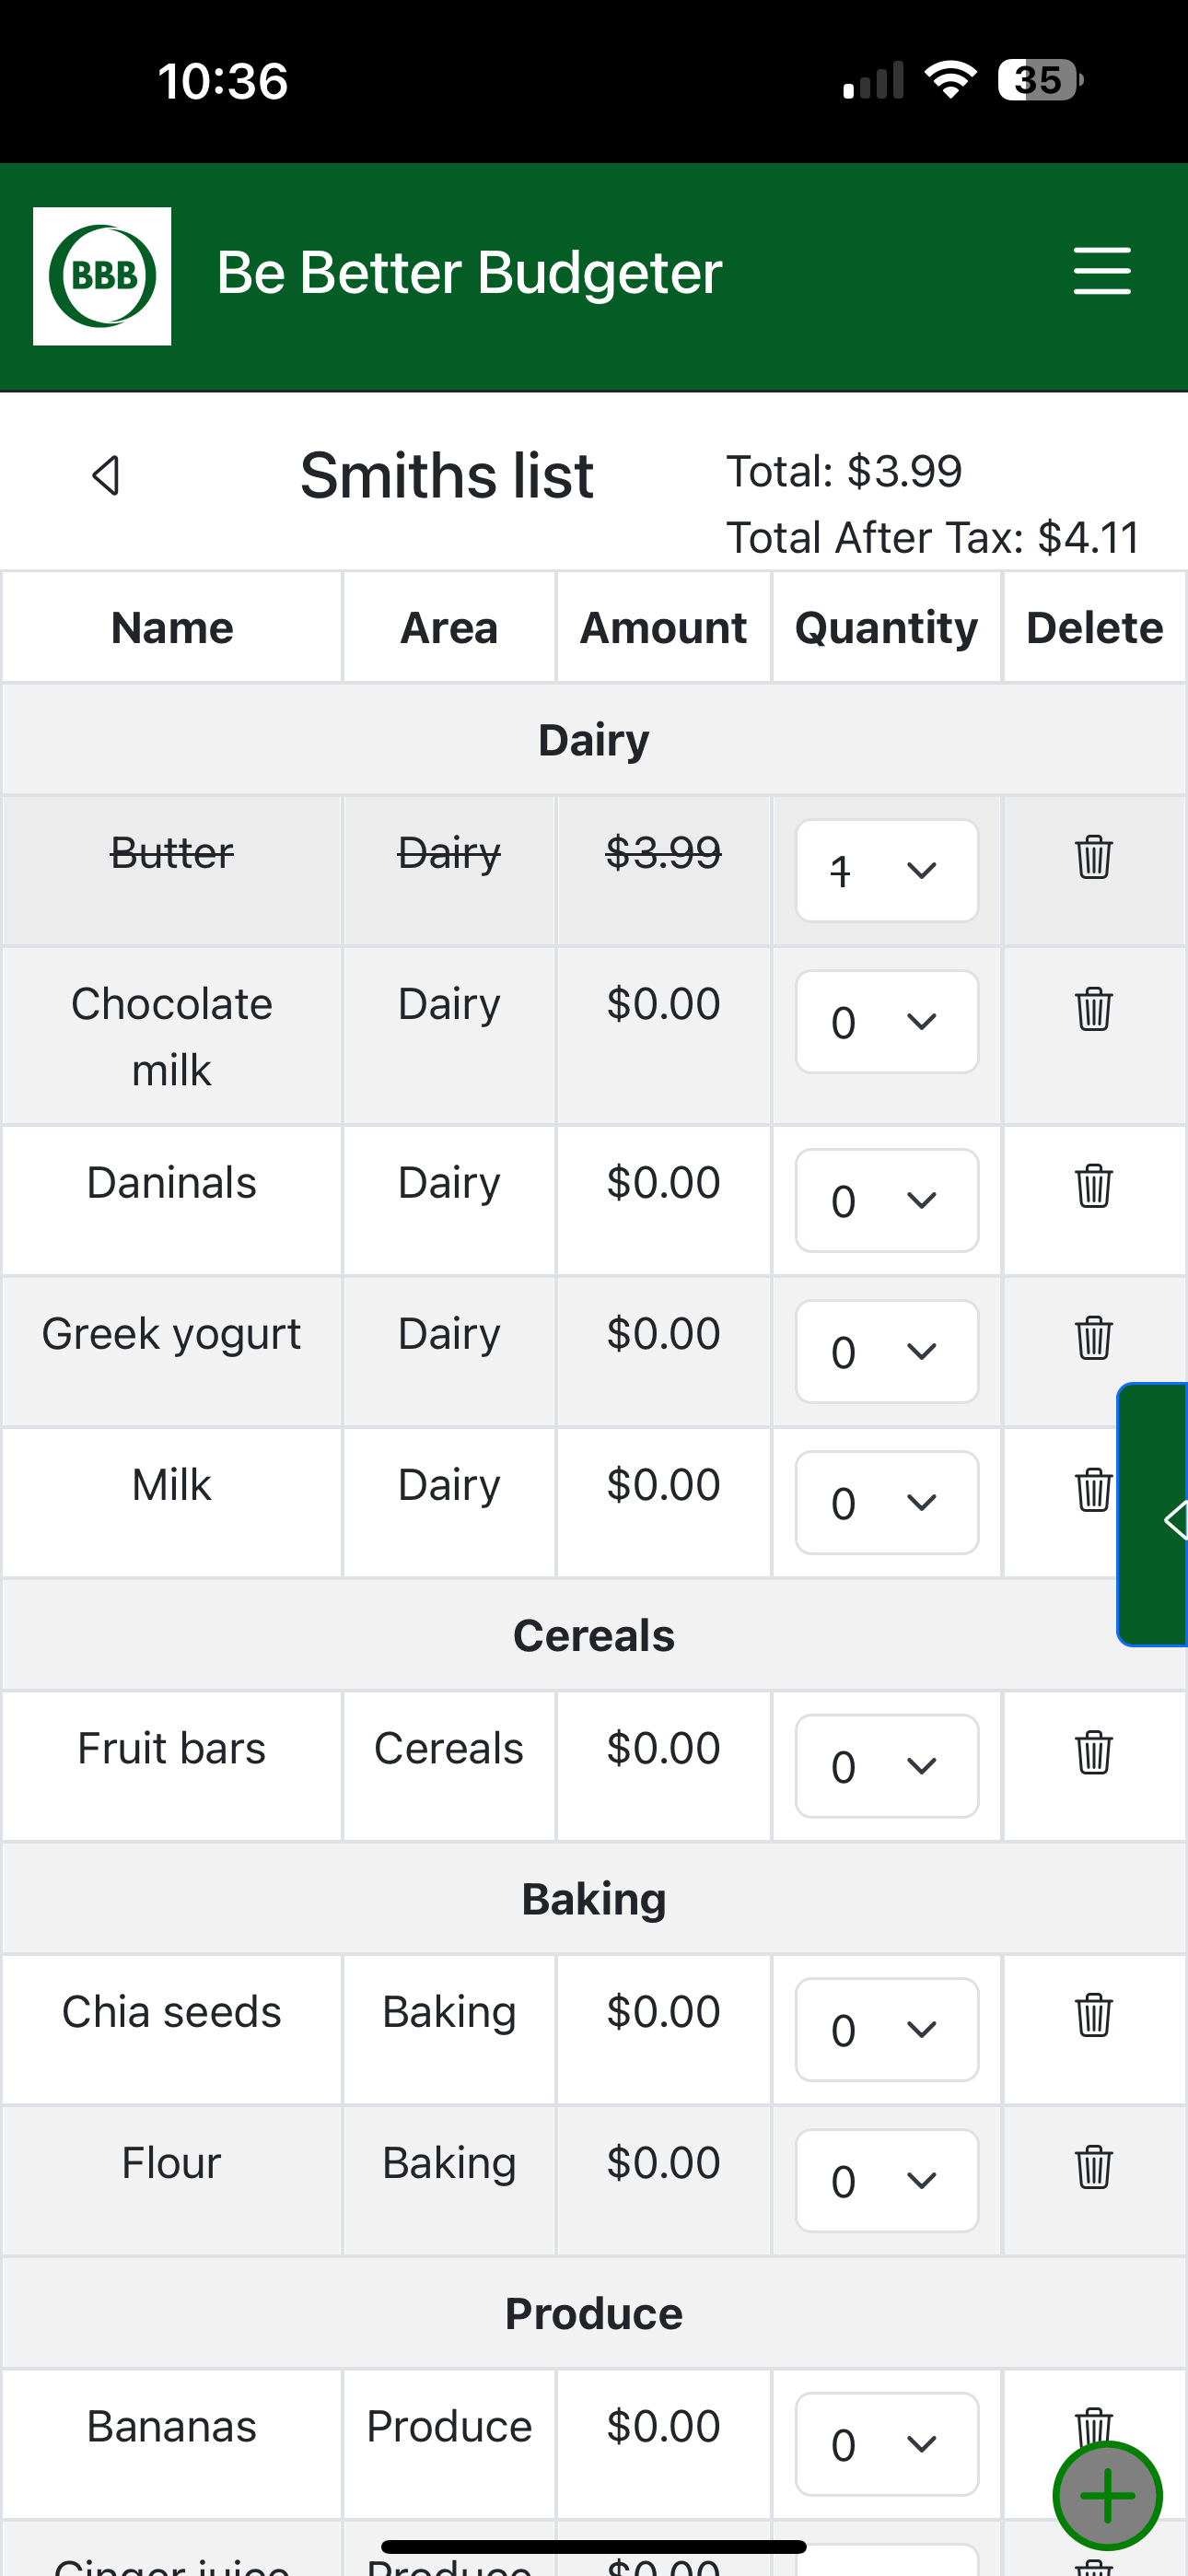 10:36
35
BBB
Be Better Budgeter
Smiths list
Total: $3.99
Total After Tax: $4.11
Name Area Amount Quantity Delete
Dairy
Butter Dairy $3.99 1
Chocolate milk Dairy $0.00 0
Daninals Dairy $0.00 0
Greek yogurt Dairy $0.00 0
Milk Dairy $0.00 0
Cereals
Fruit bars Cereals $0.00 0
Baking
Chia seeds Baking $0.00 0
Flour Baking $0.00 0
Produce
Bananas Produce $0.00 0
Ginger juice Produce $0.00